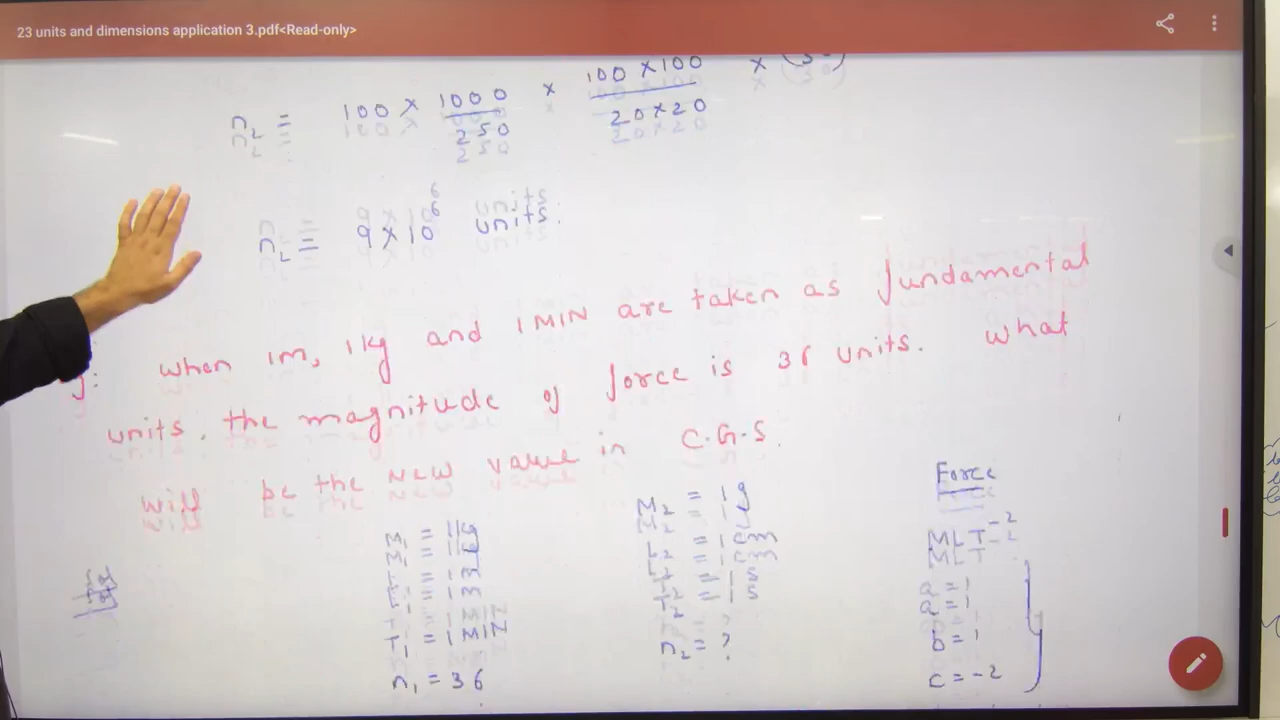 23 units and dimensions application 3.pdf<Read-only>
n₂ = 100 × 1000/250 × 100×100/20×20 ×
n₂ = 9×10⁶ units.
when 1m, 1kg and 1MIN are taken as fundamental
units. the magnitude of force is 36 units. what
will be the New value in C.G.S.
M₁ = 1kg
L₁ = 1m
T₁ = 1MIN
n₁ = 36
M₂ = 1g
L₂ = 1cm
T₂ = 1s
n₂ = ?
Force
MLT⁻²
a = 1
b = 1
c = -2